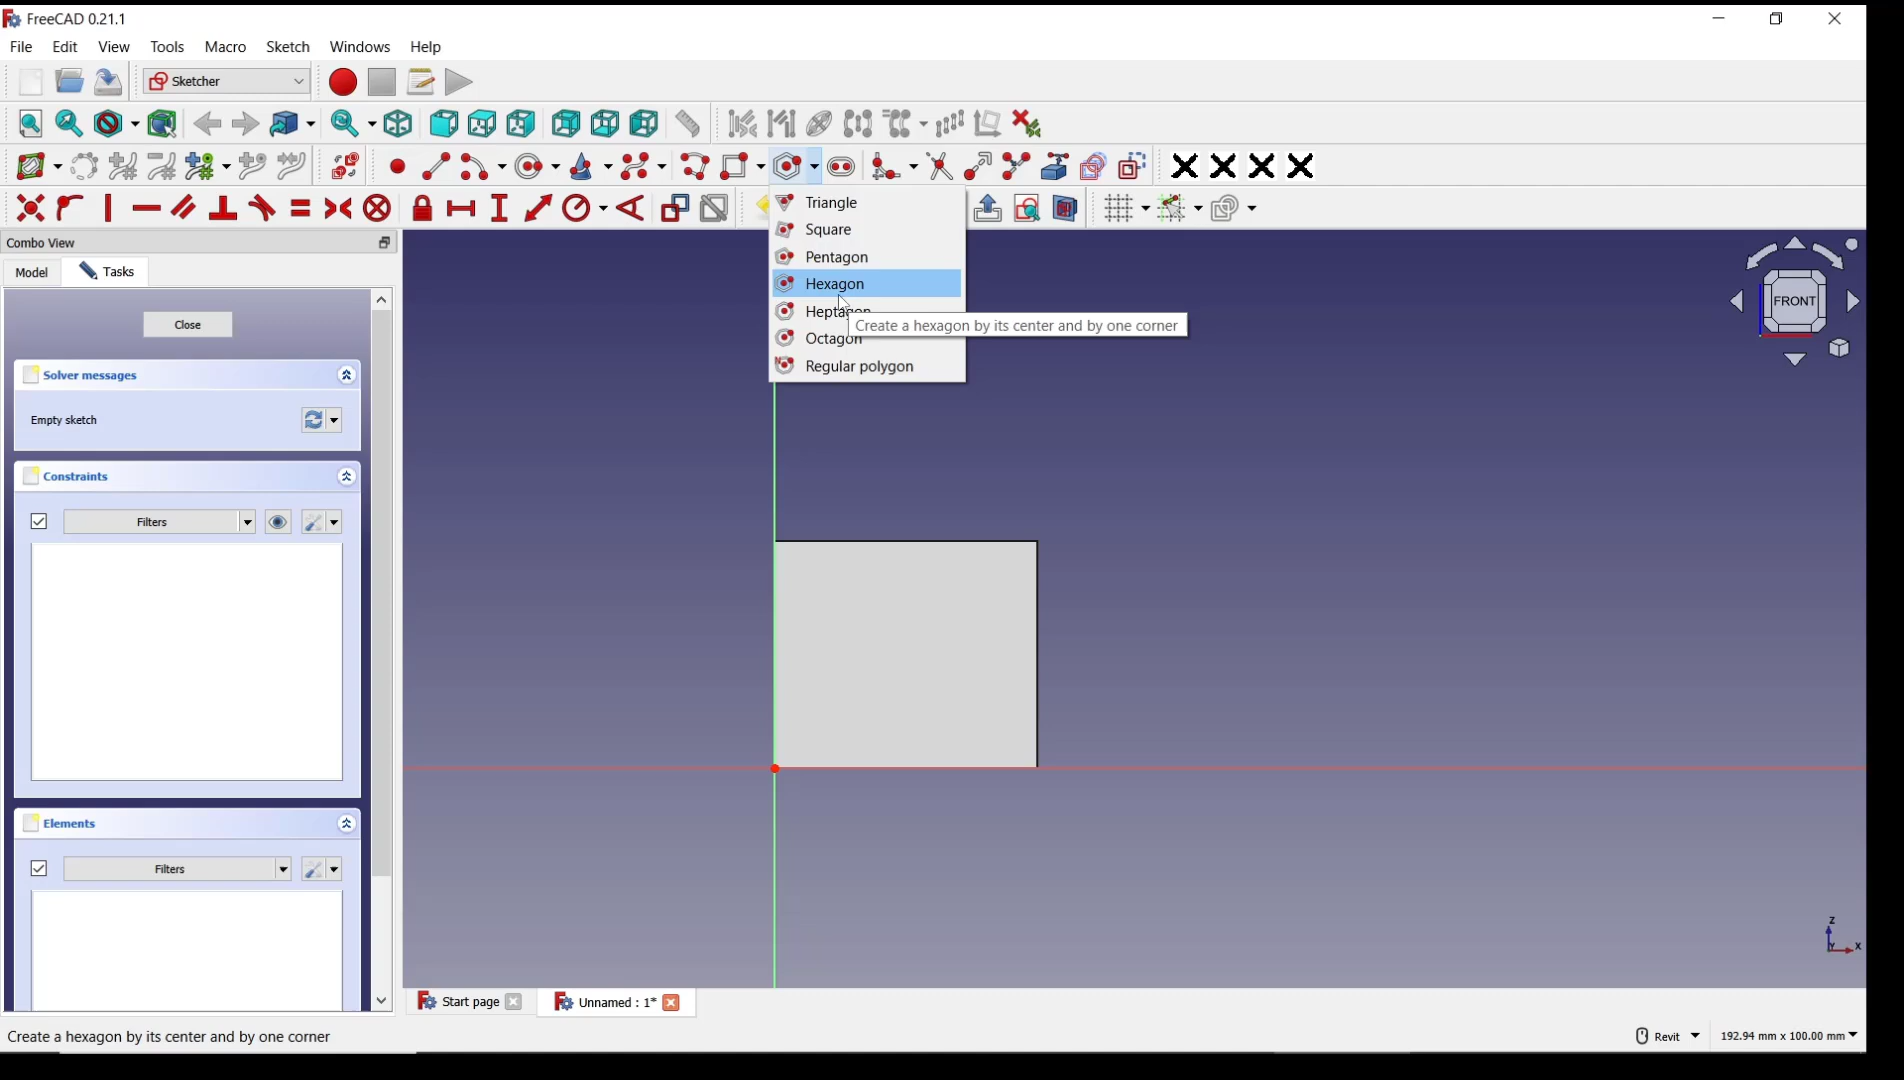 FreeCAD 0.21.1
File Edit View Tools Macro Sketch Windows Help
Sketcher
Triangle
Square
Pentagon
Hexagon
Heptagon
Octagon
Regular polygon
Create a hexagon by its center and by one corner
Combo View
Model Tasks
Close
Solver messages
Empty sketch
Constraints
Filters
Elements
Filters
FRONT
Z
Y
X
Start page Unnamed : 1*
Create a hexagon by its center and by one corner
Revit 192.94 mm x 100.00 mm